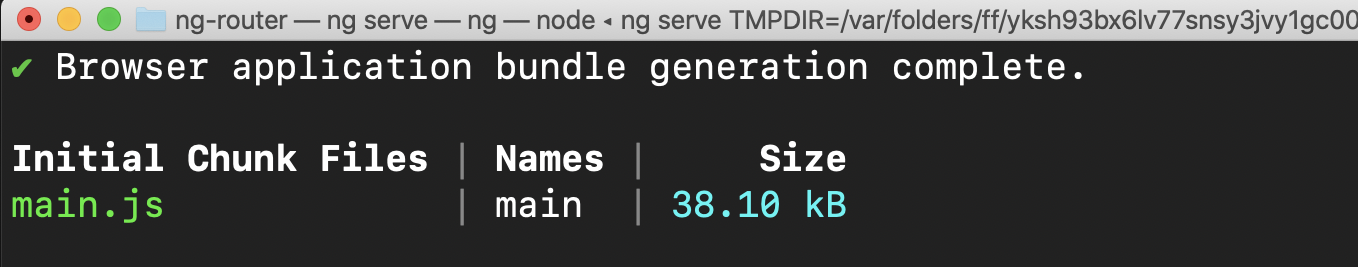 ng-router — ng serve — ng — node ◂ ng serve TMPDIR=/var/folders/ff/yksh93bx6lv77snsy3jvy1gc00
✔ Browser application bundle generation complete.
Initial Chunk Files | Names | Size
main.js | main | 38.10 kB